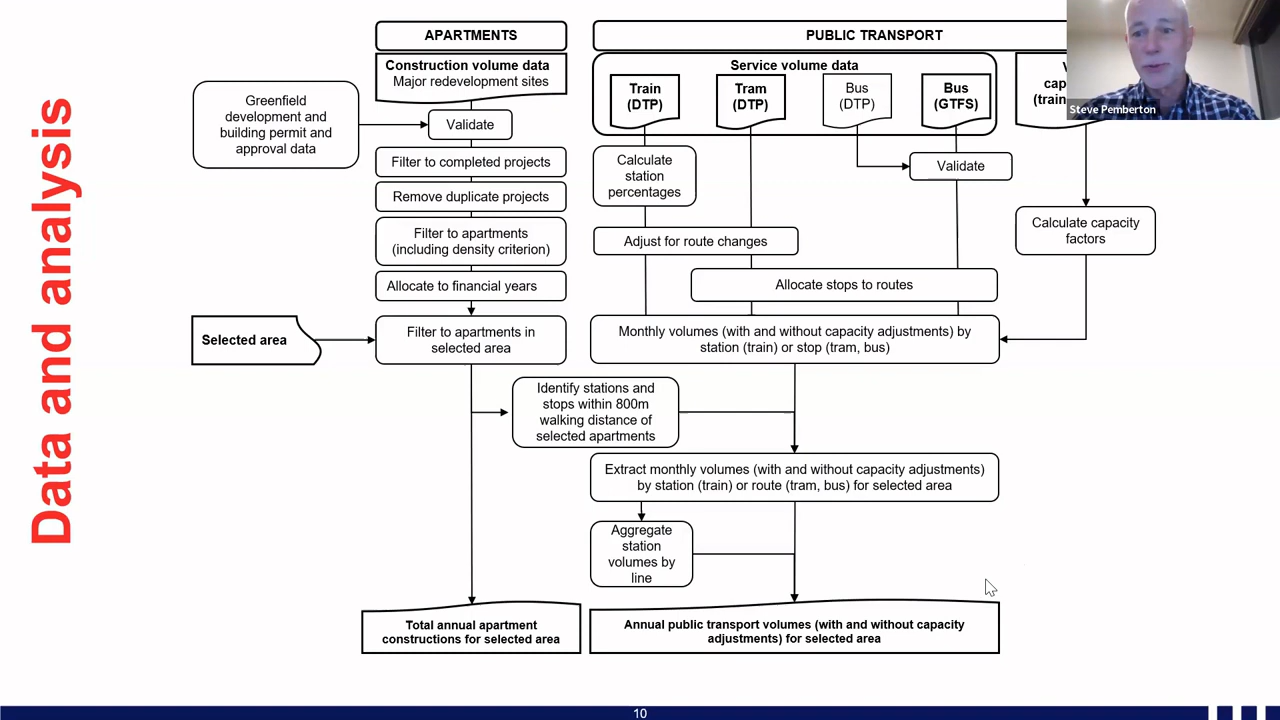 Data and analysis
APARTMENTS
PUBLIC TRANSPORT
Construction volume data
Major redevelopment sites
Service volume data
Train
(DTP)
Tram
(DTP)
Bus
(DTP)
Bus
(GTFS)
Steve Pemberton
Greenfield
development and
building permit and
approval data
Validate
Filter to completed projects
Remove duplicate projects
Filter to apartments
(including density criterion)
Allocate to financial years
Calculate
station
percentages
Validate
Calculate capacity
factors
Adjust for route changes
Allocate stops to routes
Selected area
Filter to apartments in
selected area
Monthly volumes (with and without capacity adjustments) by
station (train) or stop (tram, bus)
Identify stations and
stops within 800m
walking distance of
selected apartments
Extract monthly volumes (with and without capacity adjustments)
by station (train) or route (tram, bus) for selected area
Aggregate
station
volumes by
line
Total annual apartment
constructions for selected area
Annual public transport volumes (with and without capacity
adjustments) for selected area
10